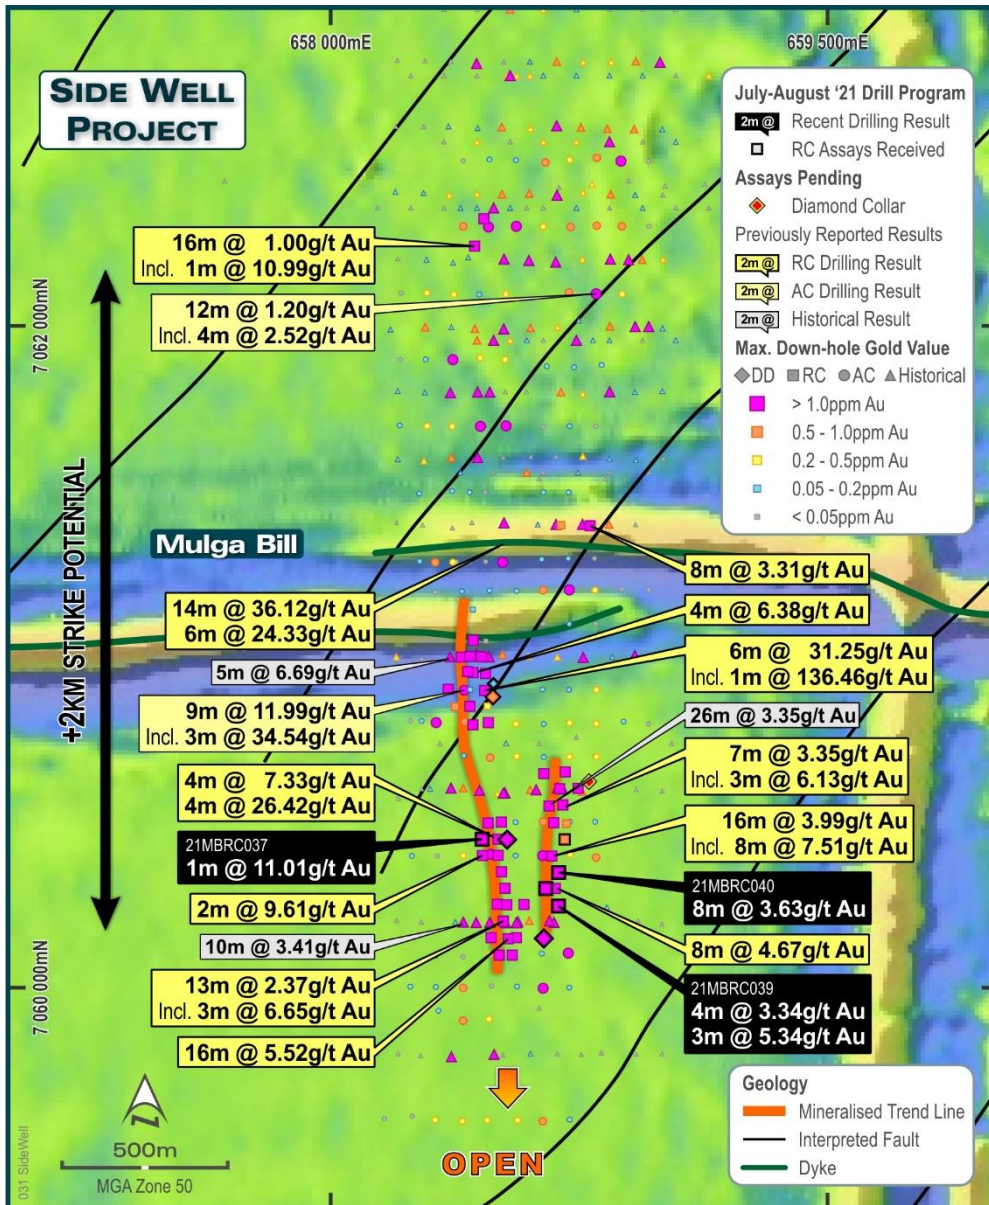 658 000mE
659 500mE
SIDE WELL
PROJECT
July-August ‘21 Drill Program
2m @ Recent Drilling Result
RC Assays Received
Assays Pending
Diamond Collar
Previously Reported Results
2m @ RC Drilling Result
2m @ AC Drilling Result
2m @ Historical Result
Max. Down-hole Gold Value
DD RC AC Historical
> 1.0ppm Au
0.5 - 1.0ppm Au
0.2 - 0.5ppm Au
0.05 - 0.2ppm Au
< 0.05ppm Au
7 062 000mN
16m @ 1.00g/t Au
Incl. 1m @ 10.99g/t Au
12m @ 1.20g/t Au
Incl. 4m @ 2.52g/t Au
+2KM STRIKE POTENTIAL
Mulga Bill
14m @ 36.12g/t Au
6m @ 24.33g/t Au
5m @ 6.69g/t Au
9m @ 11.99g/t Au
Incl. 3m @ 34.54g/t Au
4m @ 7.33g/t Au
4m @ 26.42g/t Au
21MBRC037
1m @ 11.01g/t Au
2m @ 9.61g/t Au
10m @ 3.41g/t Au
13m @ 2.37g/t Au
Incl. 3m @ 6.65g/t Au
16m @ 5.52g/t Au
8m @ 3.31g/t Au
4m @ 6.38g/t Au
6m @ 31.25g/t Au
Incl. 1m @ 136.46g/t Au
26m @ 3.35g/t Au
7m @ 3.35g/t Au
Incl. 3m @ 6.13g/t Au
16m @ 3.99g/t Au
Incl. 8m @ 7.51g/t Au
21MBRC040
8m @ 3.63g/t Au
8m @ 4.67g/t Au
21MBRC039
4m @ 3.34g/t Au
3m @ 5.34g/t Au
7 060 000mN
OPEN
N
500m
MGA Zone 50
031 SideWell
Geology
Mineralised Trend Line
Interpreted Fault
Dyke